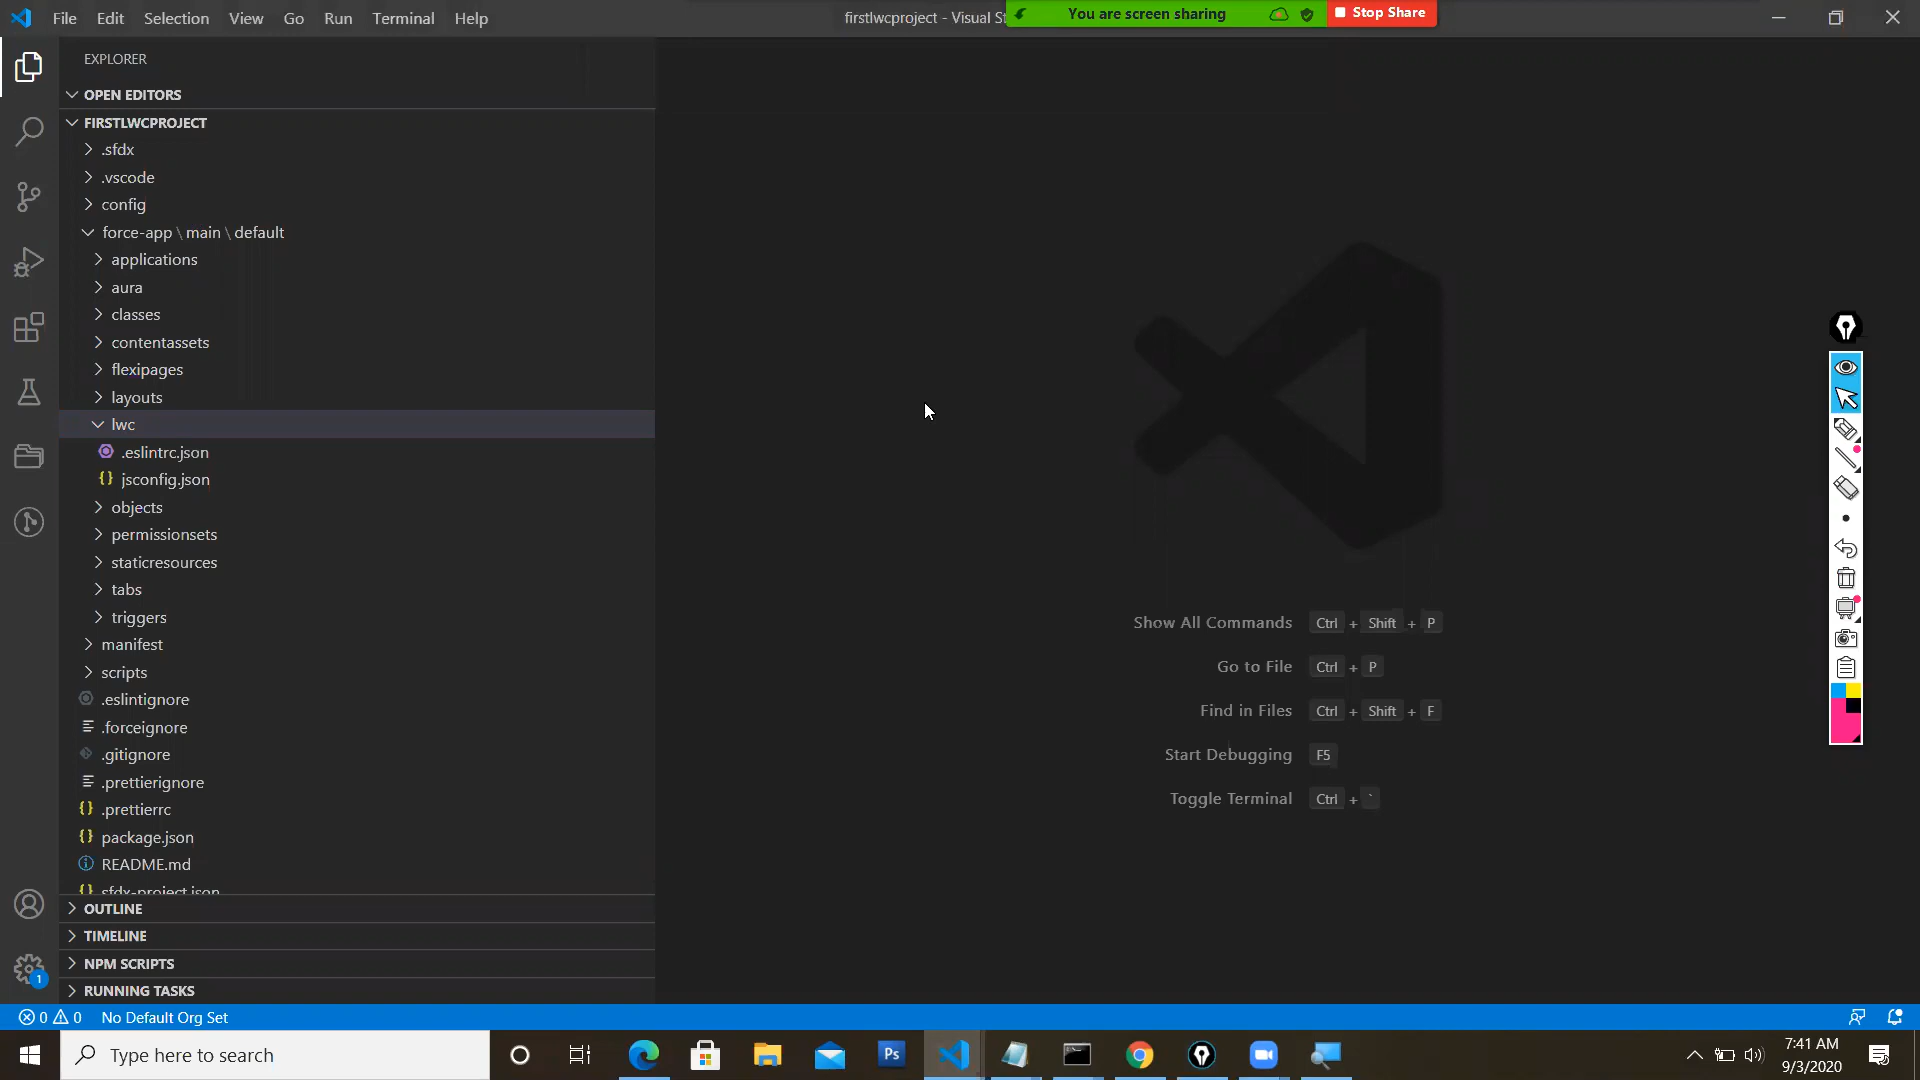 File Edit Selection View Go Run Terminal Help
firstlwcproject - Visual St
You are screen sharing
Stop Share
EXPLORER
OPEN EDITORS
FIRSTLWCPROJECT
.sfdx
.vscode
config
force-app \ main \ default
applications
aura
classes
contentassets
flexipages
layouts
lwc
.eslintrc.json
{} jsconfig.json
objects
permissionsets
staticresources
tabs
triggers
manifest
scripts
.eslintignore
.forceignore
.gitignore
.prettierignore
{} .prettierrc
{} package.json
README.md
{} sfdx-project.json
OUTLINE
TIMELINE
NPM SCRIPTS
RUNNING TASKS
Show All Commands Ctrl + Shift + P
Go to File Ctrl + P
Find in Files Ctrl + Shift + F
Start Debugging F5
Toggle Terminal Ctrl + `
1
0 0 No Default Org Set
Type here to search
Ps
7:41 AM
9/3/2020